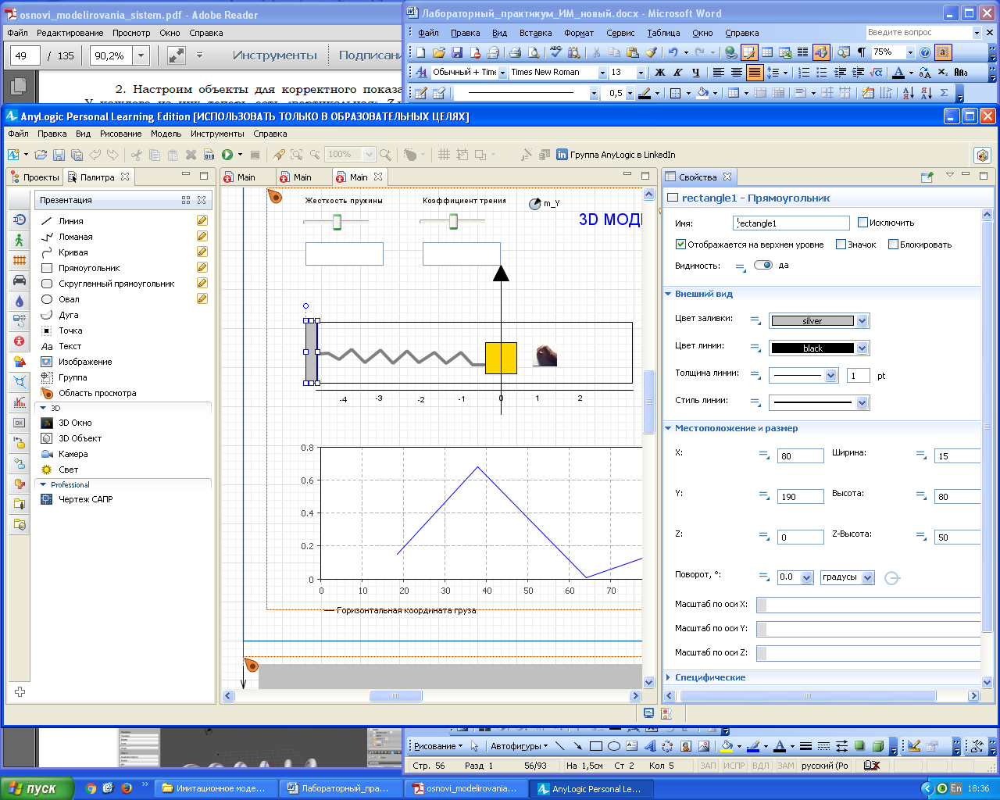 osnovi_modelirovania_sistem.pdf - Adobe Reader
Файл Редактирование Просмотр Окно Справка
49 / 135 90,2% Инструменты
2. Настроим объекты для корректного показа
Лабораторный_практикум_ИМ_новый.docx - Microsoft Word
Файл Правка Вид Вставка Формат Сервис Таблица Окно Справка Введите вопрос
75%
Обычный + Time Times New Roman 13 Ж К Ч
0,5
AnyLogic Personal Learning Edition [ИСПОЛЬЗОВАТЬ ТОЛЬКО В ОБРАЗОВАТЕЛЬНЫХ ЦЕЛЯХ]
Файл Правка Вид Рисование Модель Инструменты Справка
100% Группа AnyLogic в LinkedIn
Проекты Палитра
Презентация
Линия
Ломаная
Кривая
Прямоугольник
Скругленный прямоугольник
Овал
Дуга
Точка
Aa Текст
Изображение
Группа
Область просмотра
3D
3D Окно
3D Объект
Камера
Свет
Professional
Чертеж САПР
Main Main Main
Жесткость пружины Коэффициент трения m_Y
3D МОД
-4 -3 -2 -1 0 1 2
0.8
0.6
0.4
0.2
0
0 10 20 30 40 50 60 70
Горизонтальная координата груза
Свойства
rectangle1 - Прямоугольник
Имя: rectangle1 Исключить
Отображается на верхнем уровне Значок Блокировать
Видимость: да
Внешний вид
Цвет заливки: silver
Цвет линии: black
Толщина линии: 1 pt
Стиль линии:
Местоположение и размер
X: 80 Ширина: 15
Y: 190 Высота: 80
Z: 0 Z-Высота: 50
Поворот, °: 0.0 градусы
Масштаб по оси X:
Масштаб по оси Y:
Масштаб по оси Z:
Специфические
Рисование Автофигуры
Стр. 56 Разд 1 56/93 На 1,5см Ст 2 Кол 5 ЗАП ИСПР ВДЛ ЗАМ русский (Ро
пуск Имитационное моде... Лабораторный_пра... osnovi_modelirovania... AnyLogic Personal Le... En 18:36